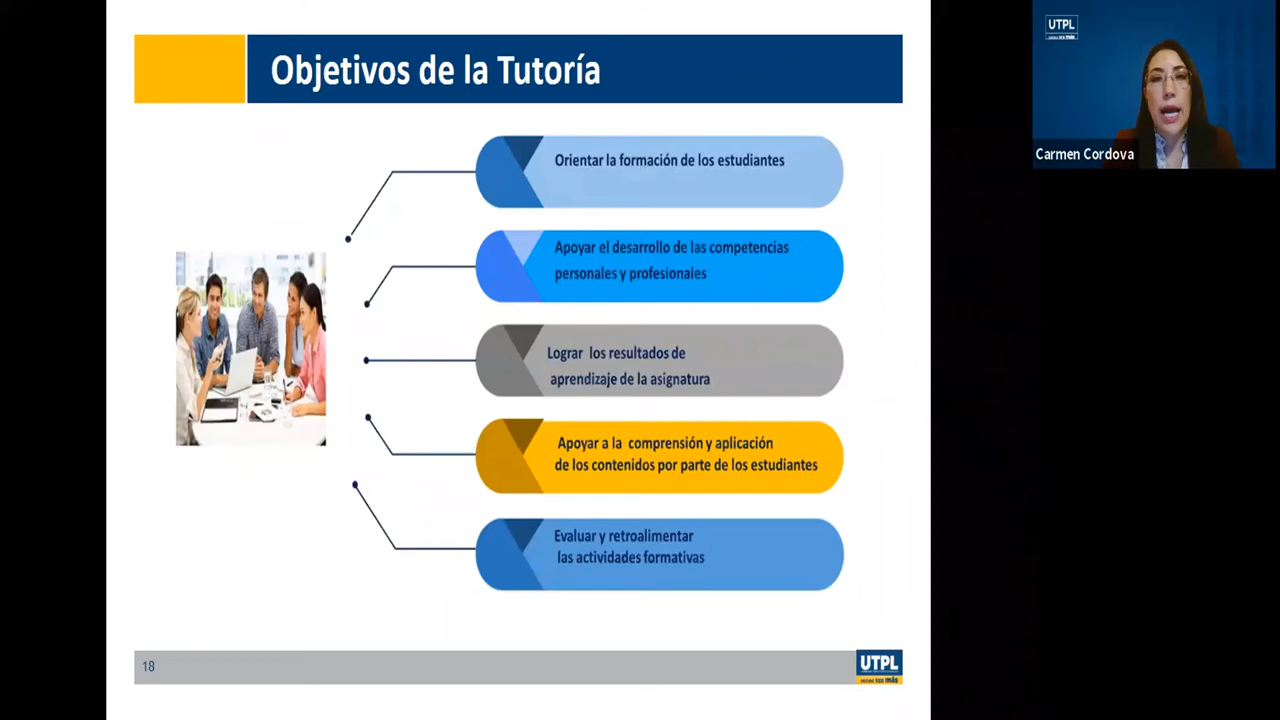 Objetivos de la Tutoría
Orientar la formación de los estudiantes
Apoyar el desarrollo de las competencias
personales y profesionales
Lograr los resultados de
aprendizaje de la asignatura
Apoyar a la comprensión y aplicación
de los contenidos por parte de los estudiantes
Evaluar y retroalimentar
las actividades formativas
18
UTPL
UTPL
Carmen Cordova